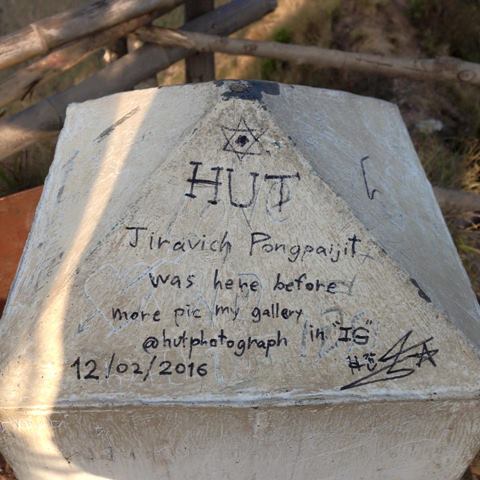 HUT
Jiravich Pongpaijit
was here before
more pic my gallery
@hutphotograph in "IG"
12/02/2016